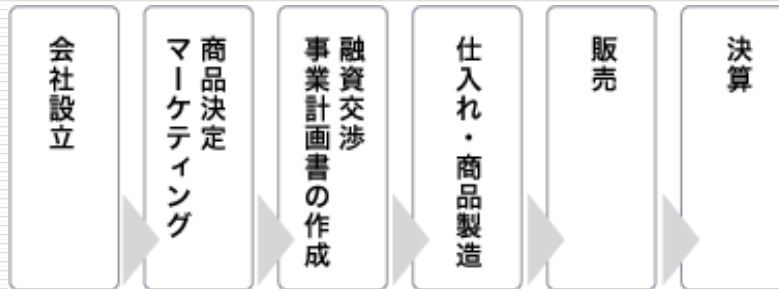 会社設立
商品決定
マーケティング
融資交渉
事業計画書の作成
仕入れ・商品製造
販売
決算